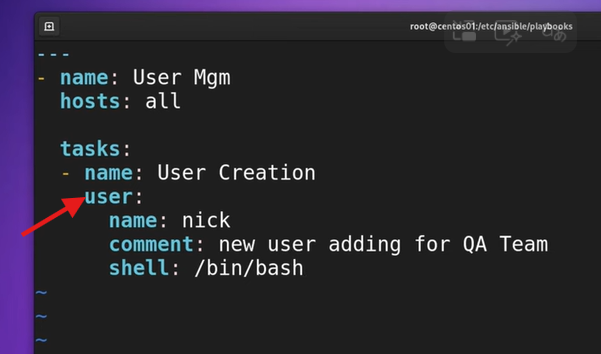 root@centos01:/etc/ansible/playbooks
---
- name: User Mgm
  hosts: all

  tasks:
  - name: User Creation
    user:
      name: nick
      comment: new user adding for QA Team
      shell: /bin/bash
~
~
~